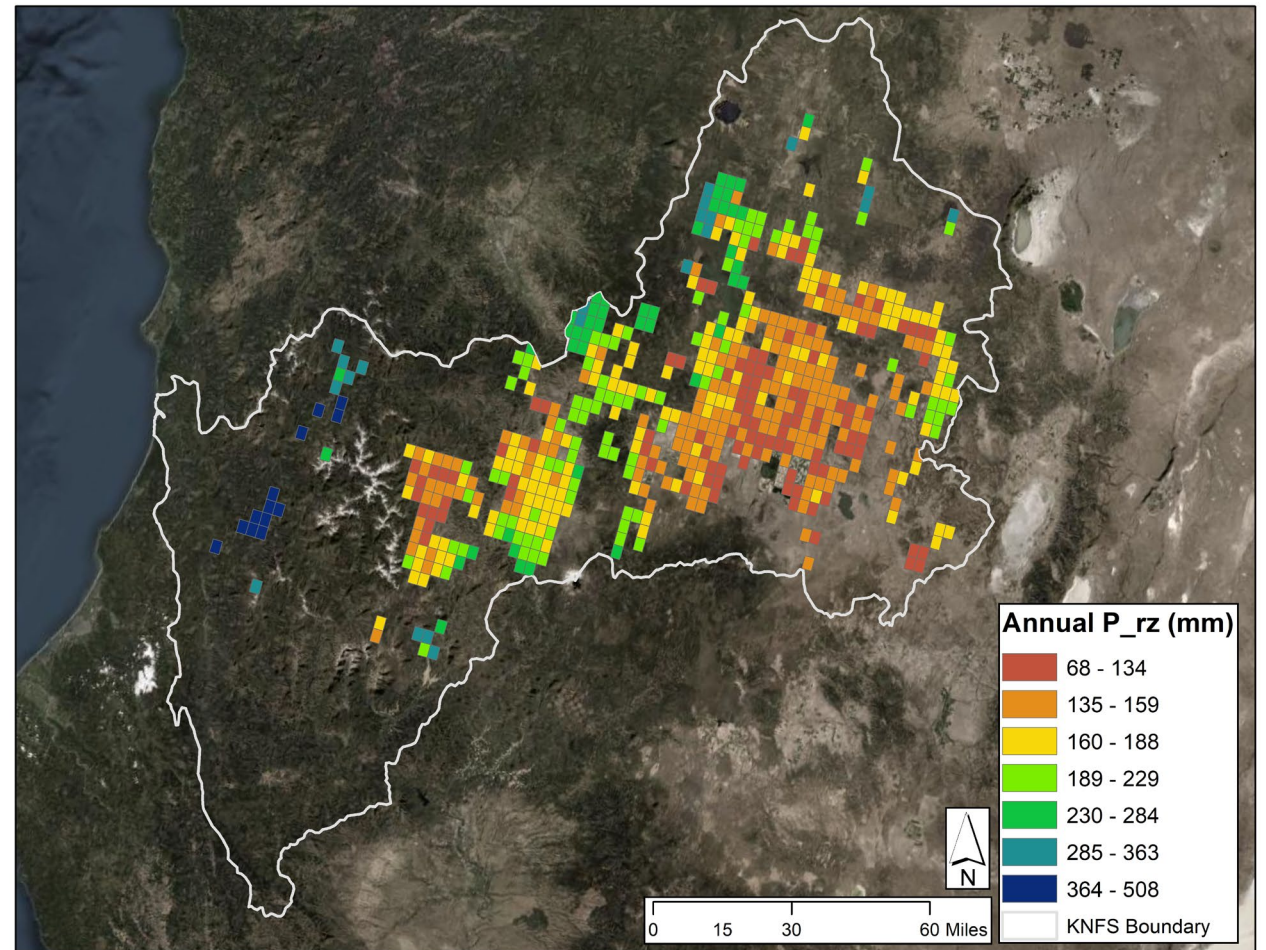 Annual P_rz (mm)
68 - 134
135 - 159
160 - 188
189 - 229
230 - 284
285 - 363
364 - 508
KNFS Boundary
N
0 15 30 60 Miles